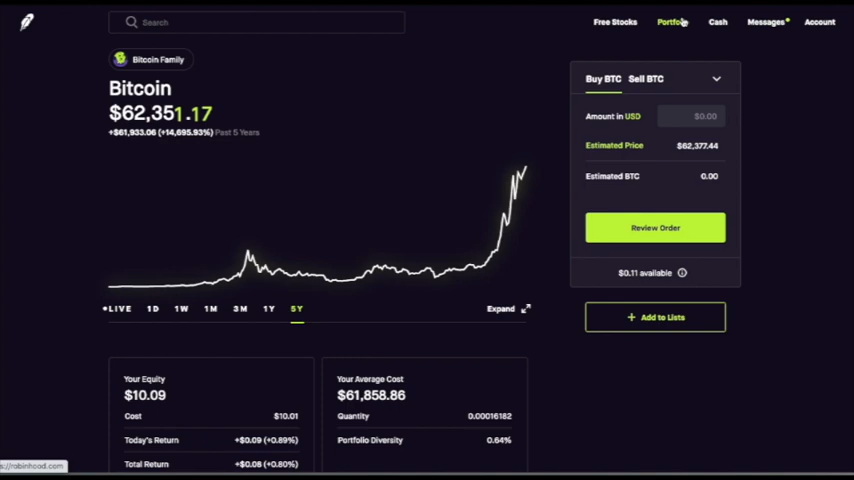 Search
Free Stocks
Portfolio
Cash
Messages
Account
Bitcoin Family
Bitcoin
$62,351.17
+$61,933.06 (+14,695.93%) Past 5 Years
LIVE 1D 1W 1M 3M 1Y 5Y
Expand
Buy BTC Sell BTC
Amount in USD $0.00
Estimated Price $62,377.44
Estimated BTC 0.00
Review Order
$0.11 available
+ Add to Lists
Your Equity
$10.09
Cost $10.01
Today's Return +$0.09 (+0.89%)
Total Return +$0.08 (+0.80%)
Your Average Cost
$61,858.86
Quantity 0.00016182
Portfolio Diversity 0.64%
s://robinhood.com